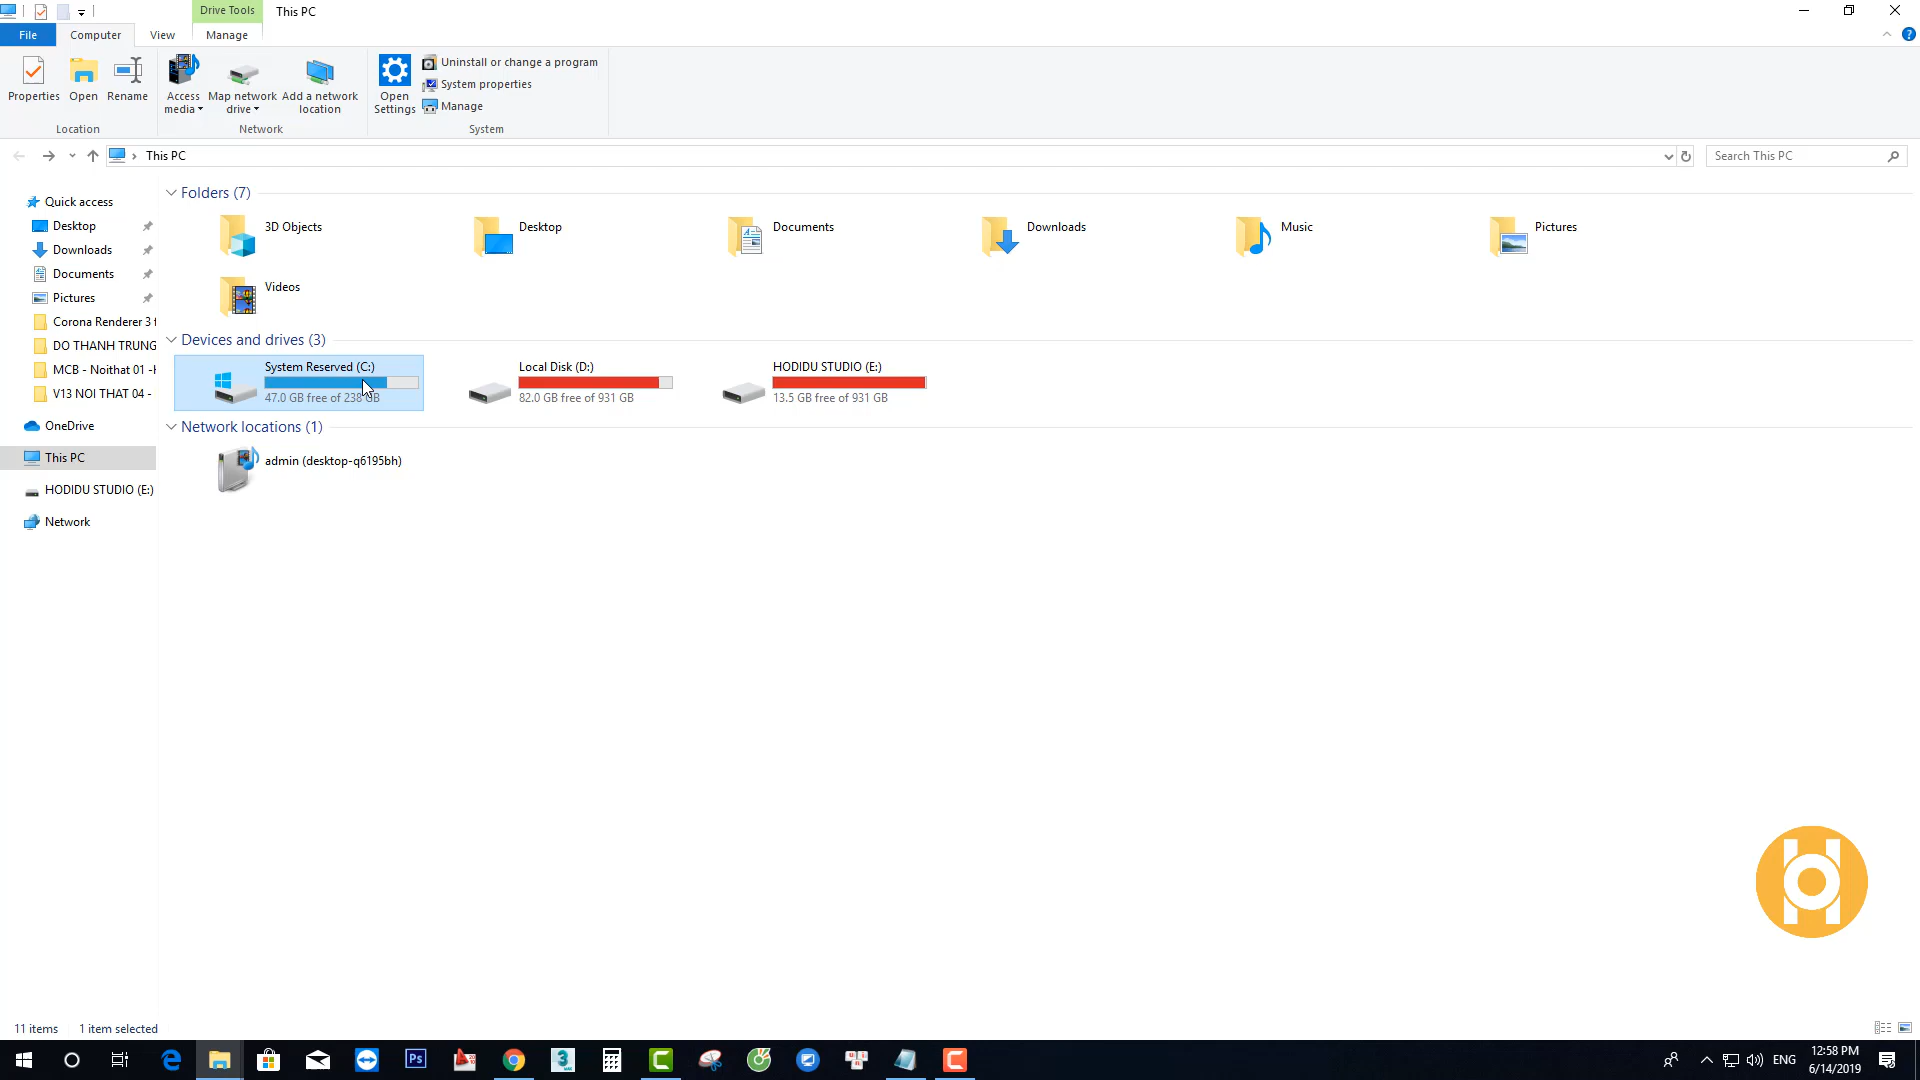 Drive Tools
This PC
File
Computer
View
Manage
Properties
Open
Rename
Access media
Map network drive
Add a network location
Open Settings
Uninstall or change a program
System properties
Manage
Location
Network
System
This PC
Search This PC
Quick access
Desktop
Downloads
Documents
Pictures
Corona Renderer 3 f
DO THANH TRUNG
MCB - Noithat 01 -H
V13 NOI THAT 04 -
OneDrive
This PC
HODIDU STUDIO (E:)
Network
Folders (7)
3D Objects
Desktop
Documents
Downloads
Music
Pictures
Videos
Devices and drives (3)
System Reserved (C:)
47.0 GB free of 238 GB
Local Disk (D:)
82.0 GB free of 931 GB
HODIDU STUDIO (E:)
13.5 GB free of 931 GB
Network locations (1)
admin (desktop-q6195bh)
11 items
1 item selected
Ps
ENG
12:58 PM
6/14/2019